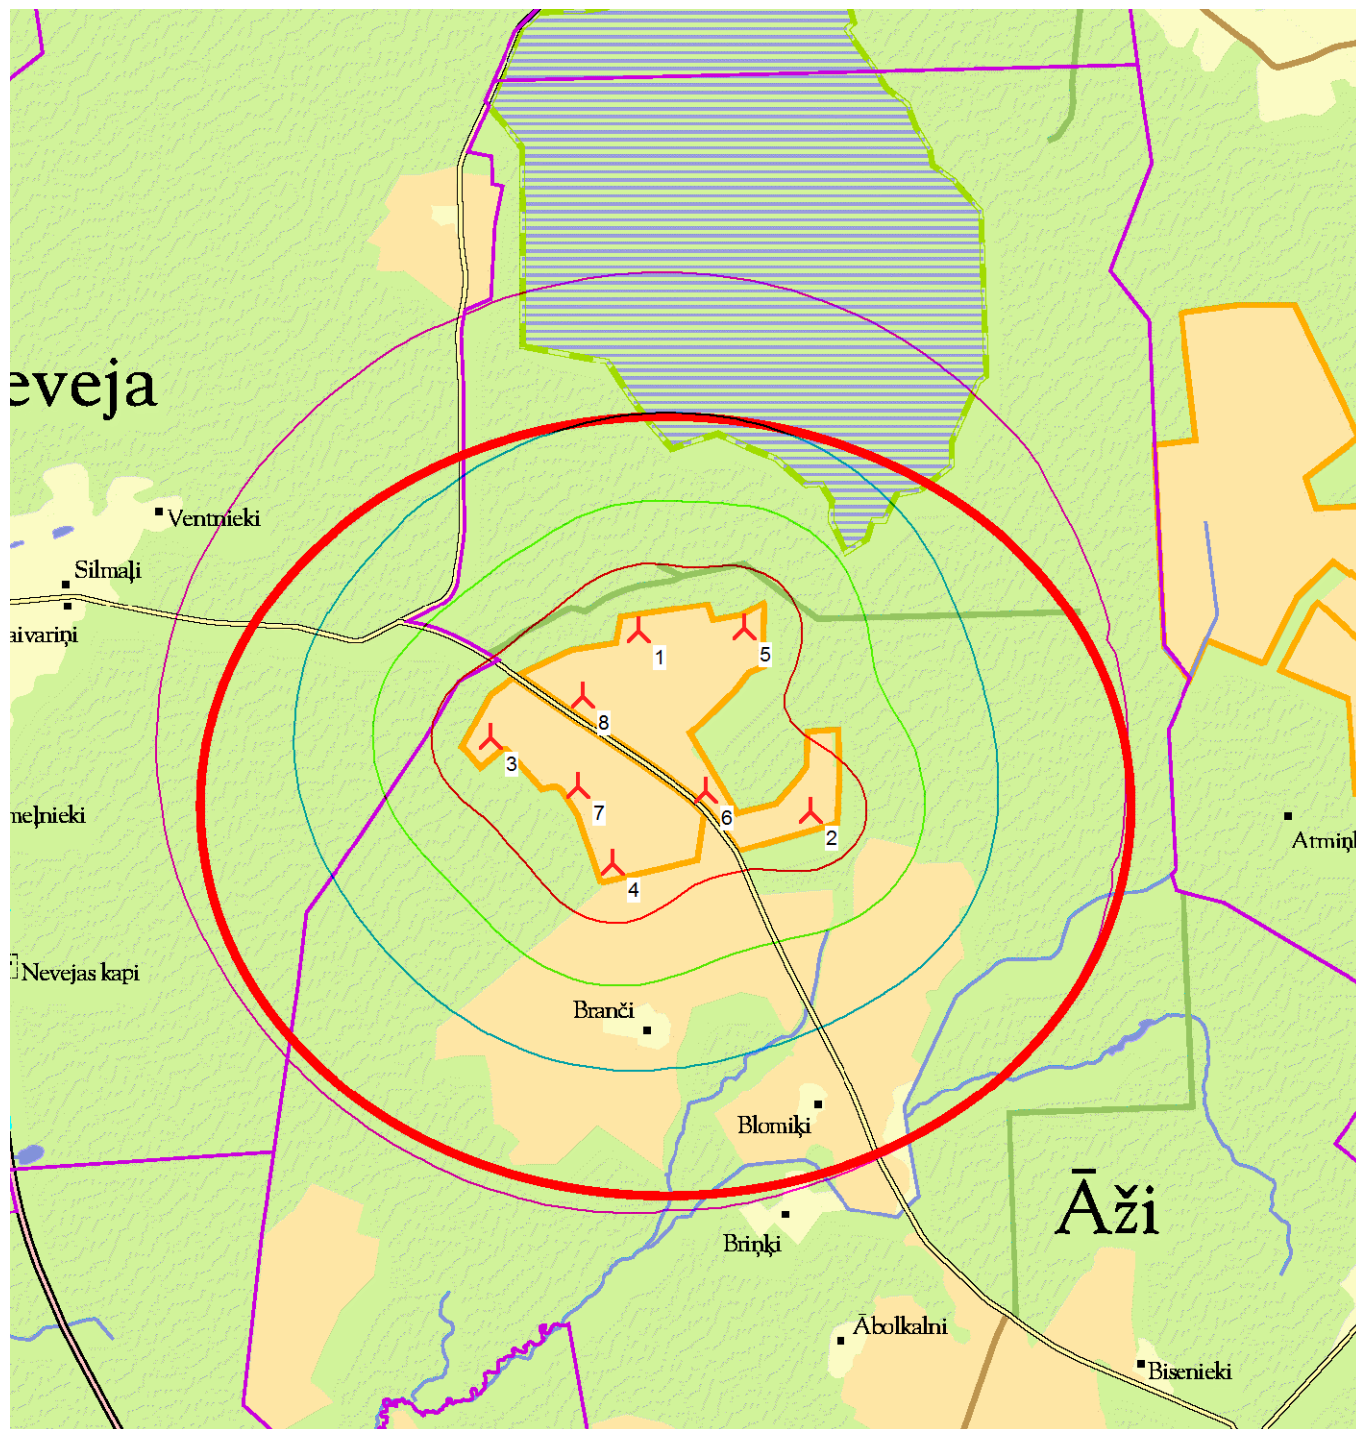 eveja
Ventnieki
Silmaļi
aivariņi
1
5
8
3
7
6
2
4
meļnieki
Nevejas kapi
Branči
Blomiķi
Āži
Briņķi
Ābolkalni
Bisenieki